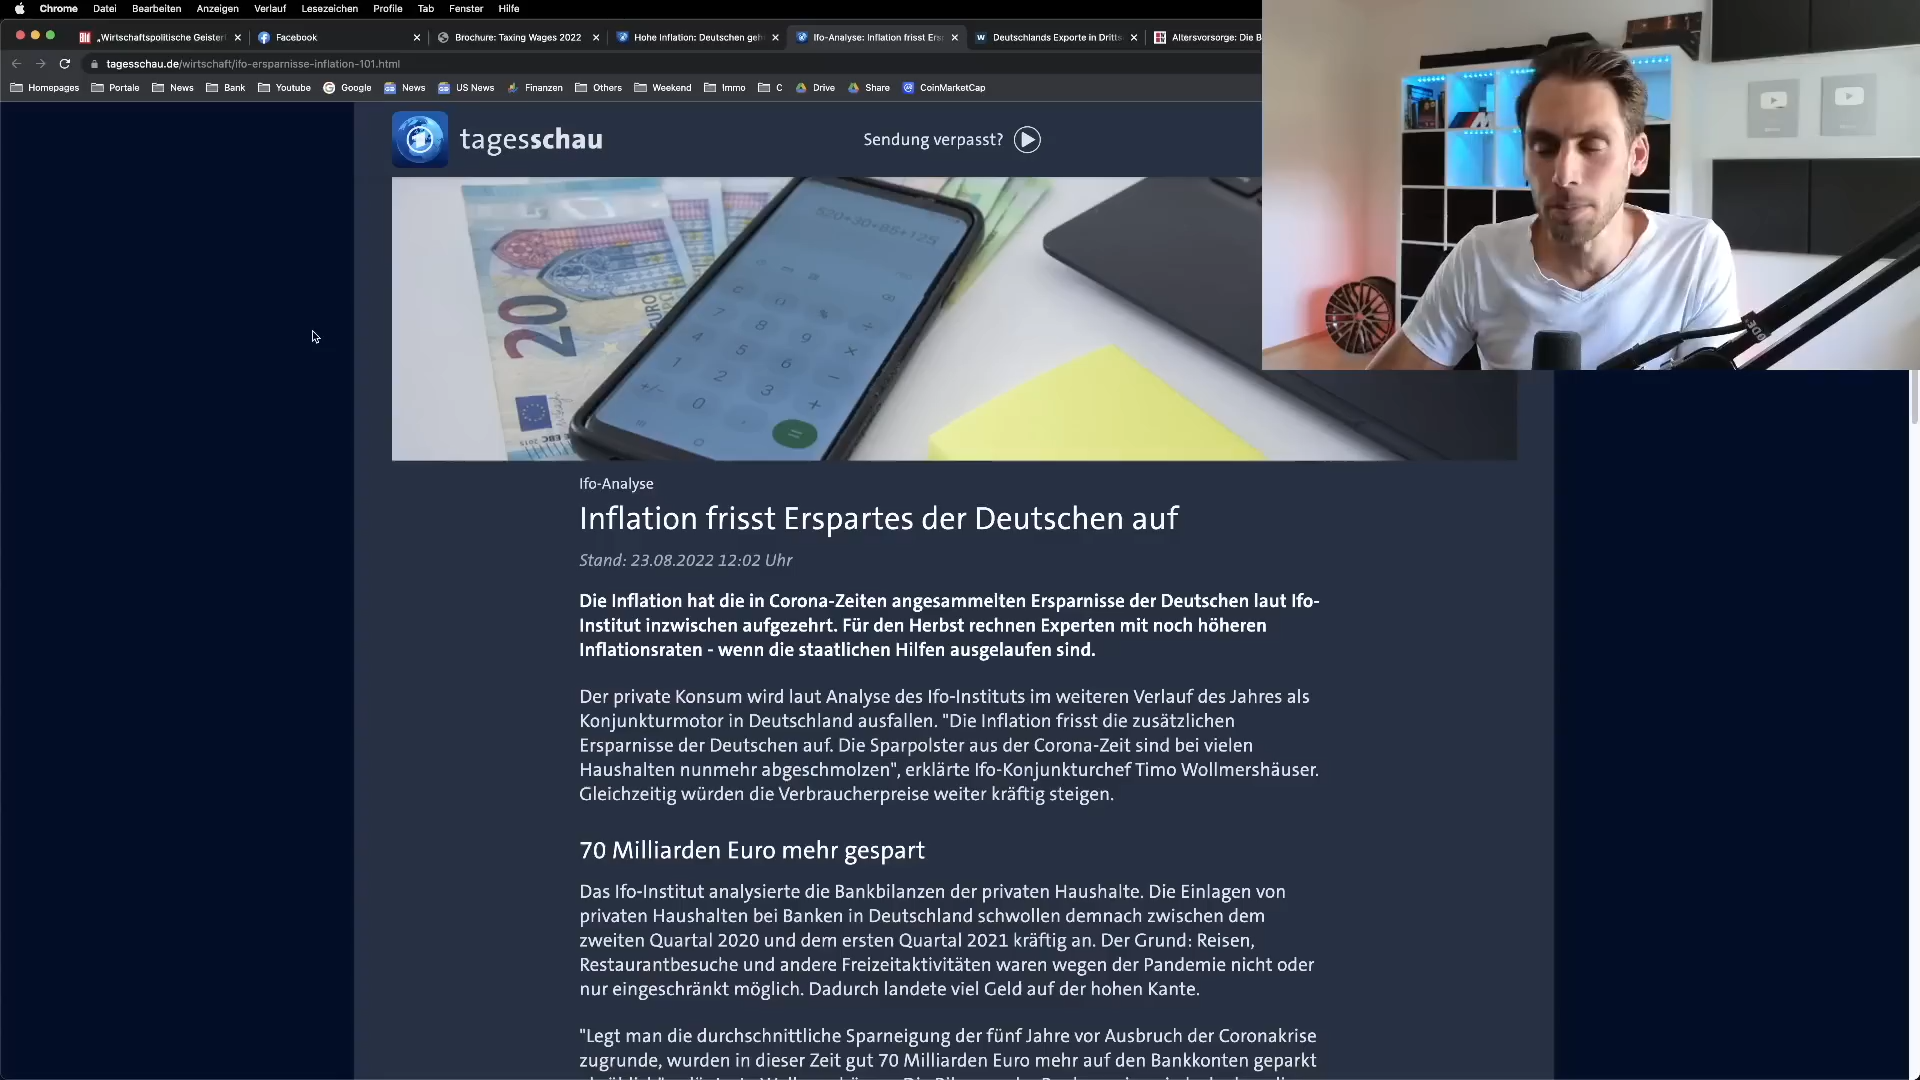 Chrome Datei Bearbeiten Anzeigen Verlauf Lesezeichen Profile Tab Fenster Hilfe
„Wirtschaftspolitische Geisterf Facebook Brochure: Taxing Wages 2022 Hohe Inflation: Deutschen geh Ifo-Analyse: Inflation frisst Ers Deutschlands Exporte in Dritts Altersvorsorge: Die B
tagesschau.de/wirtschaft/ifo-ersparnisse-inflation-101.html
Homepages Portale News Bank Youtube Google News US News Finanzen Others Weekend Immo C Drive Share CoinMarketCap
tagesschau
Sendung verpasst?
520+30+85+125
20
EURO
Ifo-Analyse
Inflation frisst Erspartes der Deutschen auf
Stand: 23.08.2022 12:02 Uhr
Die Inflation hat die in Corona-Zeiten angesammelten Ersparnisse der Deutschen laut Ifo-
Institut inzwischen aufgezehrt. Für den Herbst rechnen Experten mit noch höheren
Inflationsraten - wenn die staatlichen Hilfen ausgelaufen sind.
Der private Konsum wird laut Analyse des Ifo-Instituts im weiteren Verlauf des Jahres als
Konjunkturmotor in Deutschland ausfallen. "Die Inflation frisst die zusätzlichen
Ersparnisse der Deutschen auf. Die Sparpolster aus der Corona-Zeit sind bei vielen
Haushalten nunmehr abgeschmolzen", erklärte Ifo-Konjunkturchef Timo Wollmershäuser.
Gleichzeitig würden die Verbraucherpreise weiter kräftig steigen.
70 Milliarden Euro mehr gespart
Das Ifo-Institut analysierte die Bankbilanzen der privaten Haushalte. Die Einlagen von
privaten Haushalten bei Banken in Deutschland schwollen demnach zwischen dem
zweiten Quartal 2020 und dem ersten Quartal 2021 kräftig an. Der Grund: Reisen,
Restaurantbesuche und andere Freizeitaktivitäten waren wegen der Pandemie nicht oder
nur eingeschränkt möglich. Dadurch landete viel Geld auf der hohen Kante.
"Legt man die durchschnittliche Sparneigung der fünf Jahre vor Ausbruch der Coronakrise
zugrunde, wurden in dieser Zeit gut 70 Milliarden Euro mehr auf den Bankkonten geparkt